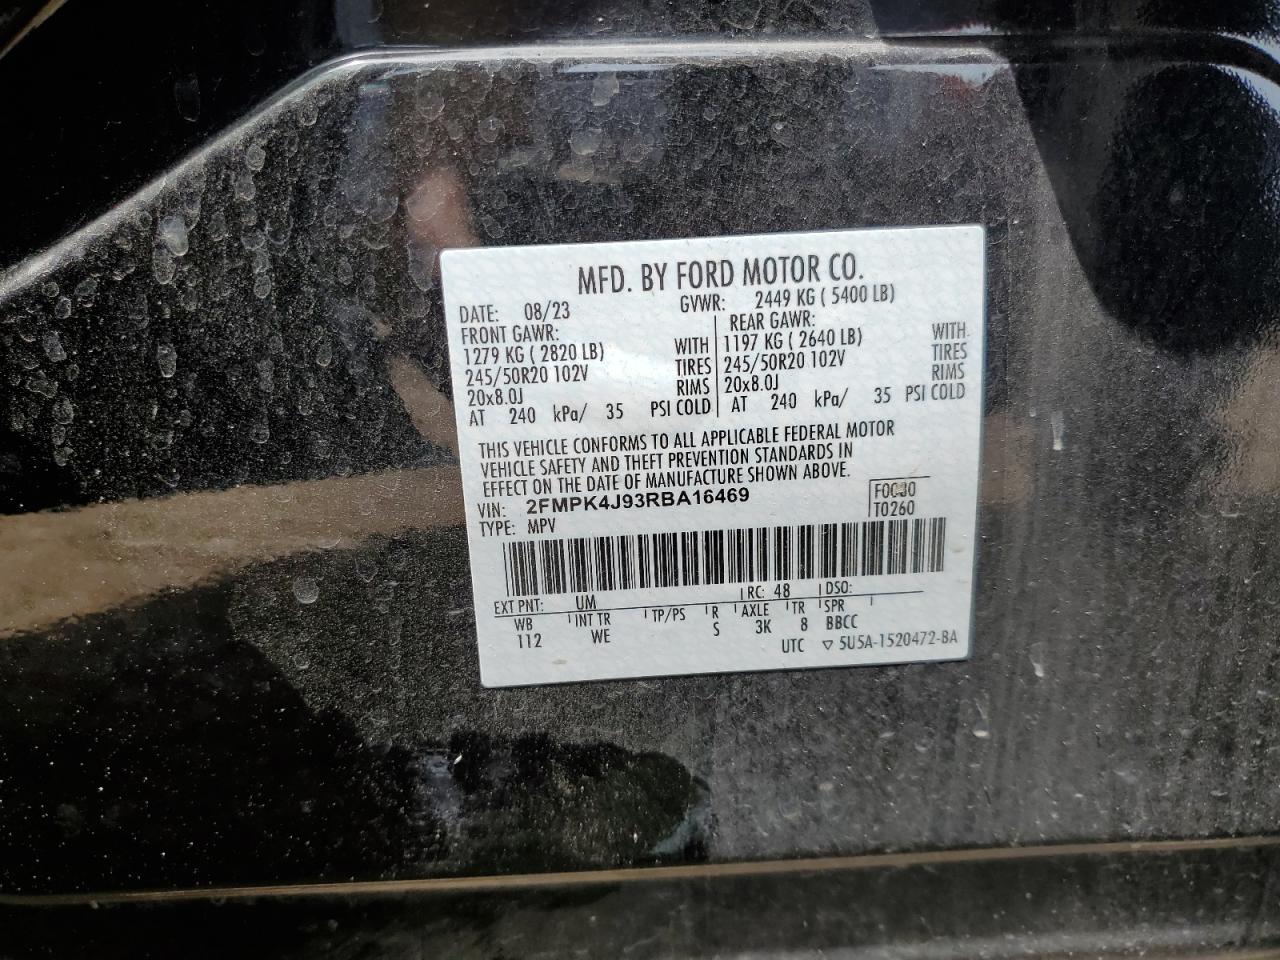 MFD. BY FORD MOTOR CO.
DATE: 08/23 GVWR: 2449 KG ( 5400 LB)
FRONT GAWR: REAR GAWR:
1279 KG ( 2820 LB) WITH 1197 KG ( 2640 LB) WITH
245/50R20 102V TIRES 245/50R20 102V TIRES
20x8.0J RIMS 20x8.0J RIMS
AT 240 kPa/ 35 PSI COLD AT 240 kPa/ 35 PSI COLD
THIS VEHICLE CONFORMS TO ALL APPLICABLE FEDERAL MOTOR
VEHICLE SAFETY AND THEFT PREVENTION STANDARDS IN
EFFECT ON THE DATE OF MANUFACTURE SHOWN ABOVE.
VIN: 2FMPK4J93RBA16469 
TYPE: MPV T0260
EXT PNT: UM RC: 48 DSO:
WB INT TR TP/PS R AXLE TR SPR
112 WE S 3K 8 BBCC
UTC ▽ 5U5A-1520472-BA